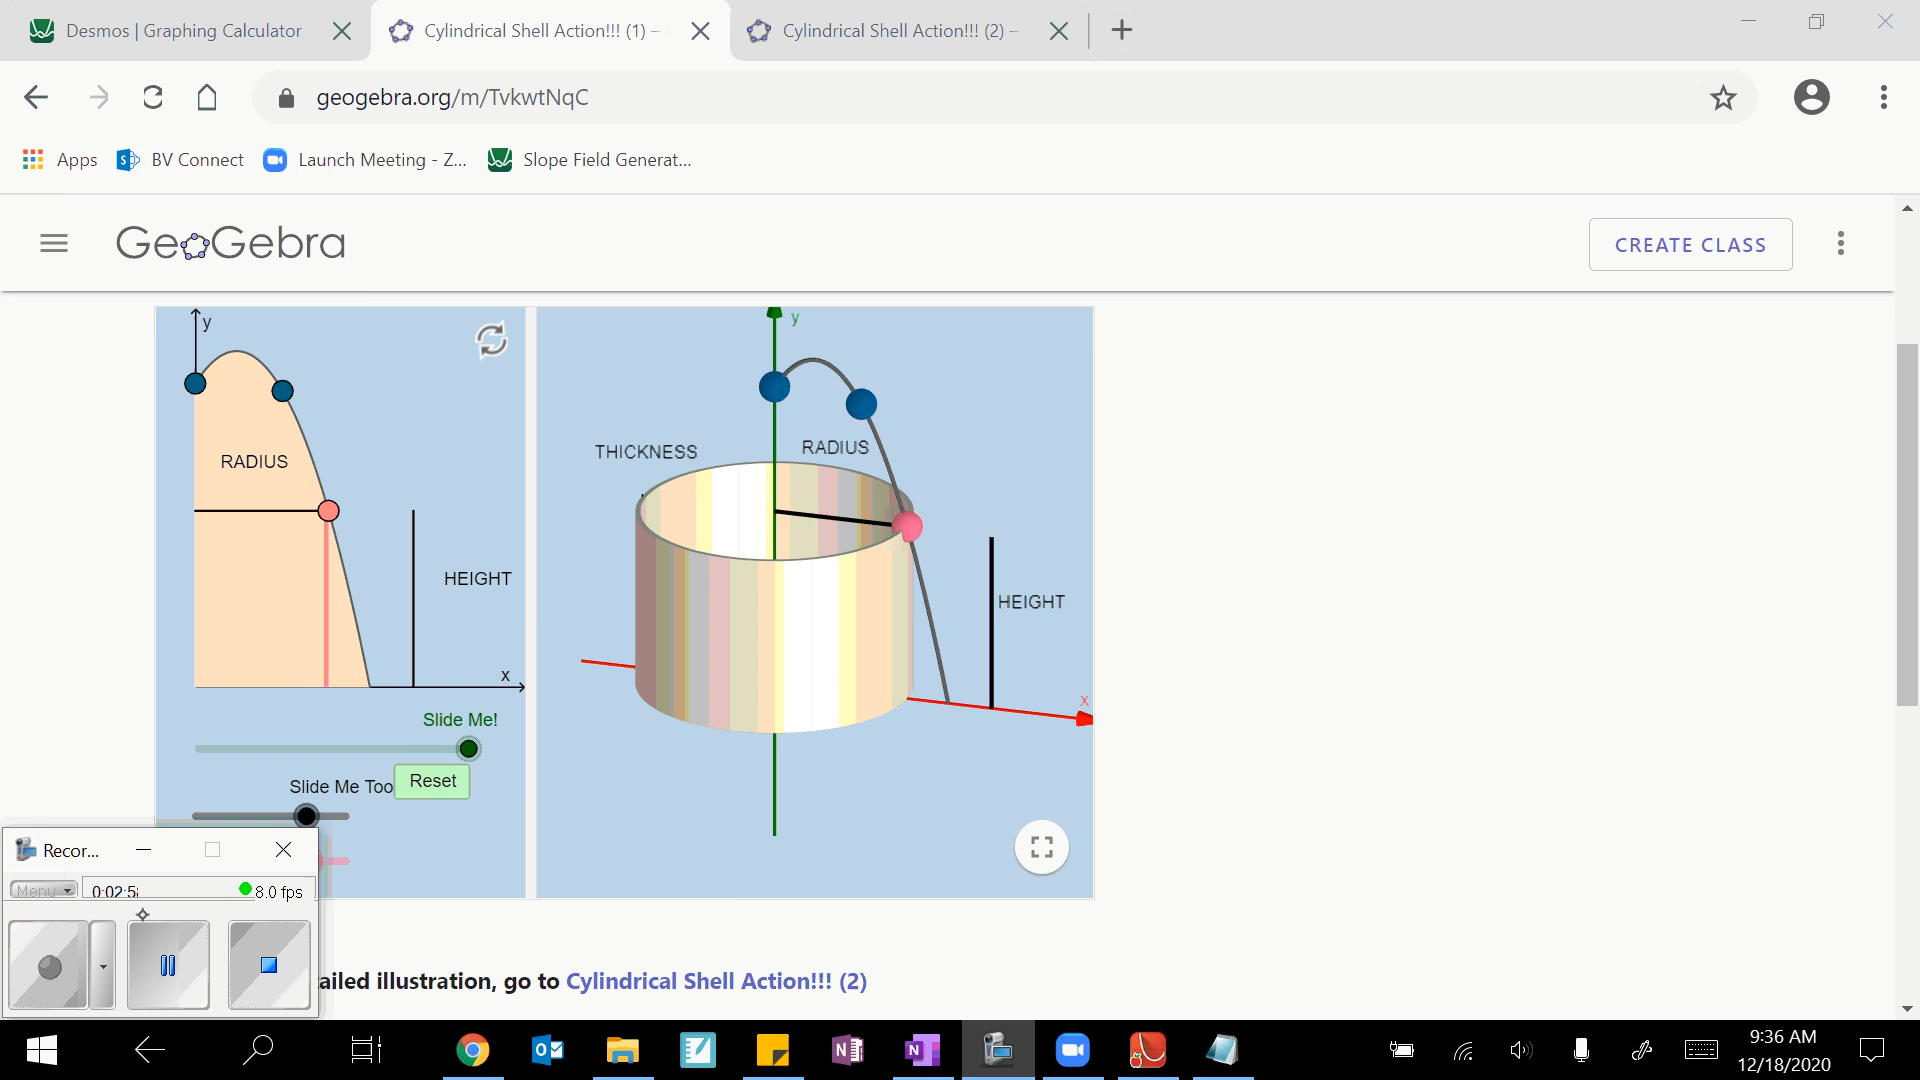 Desmos | Graphing Calculator
Cylindrical Shell Action!!! (1) –
Cylindrical Shell Action!!! (2) –
geogebra.org/m/TvkwtNqC
Apps
BV Connect
Launch Meeting - Z...
Slope Field Generat...
GeoGebra
CREATE CLASS
y
RADIUS
HEIGHT
x
Slide Me!
Slide Me Too
Reset
y
THICKNESS
RADIUS
HEIGHT
x
Recor...
Menu
0:02:5
8.0 fps
ailed illustration, go to Cylindrical Shell Action!!! (2)
9:36 AM
12/18/2020